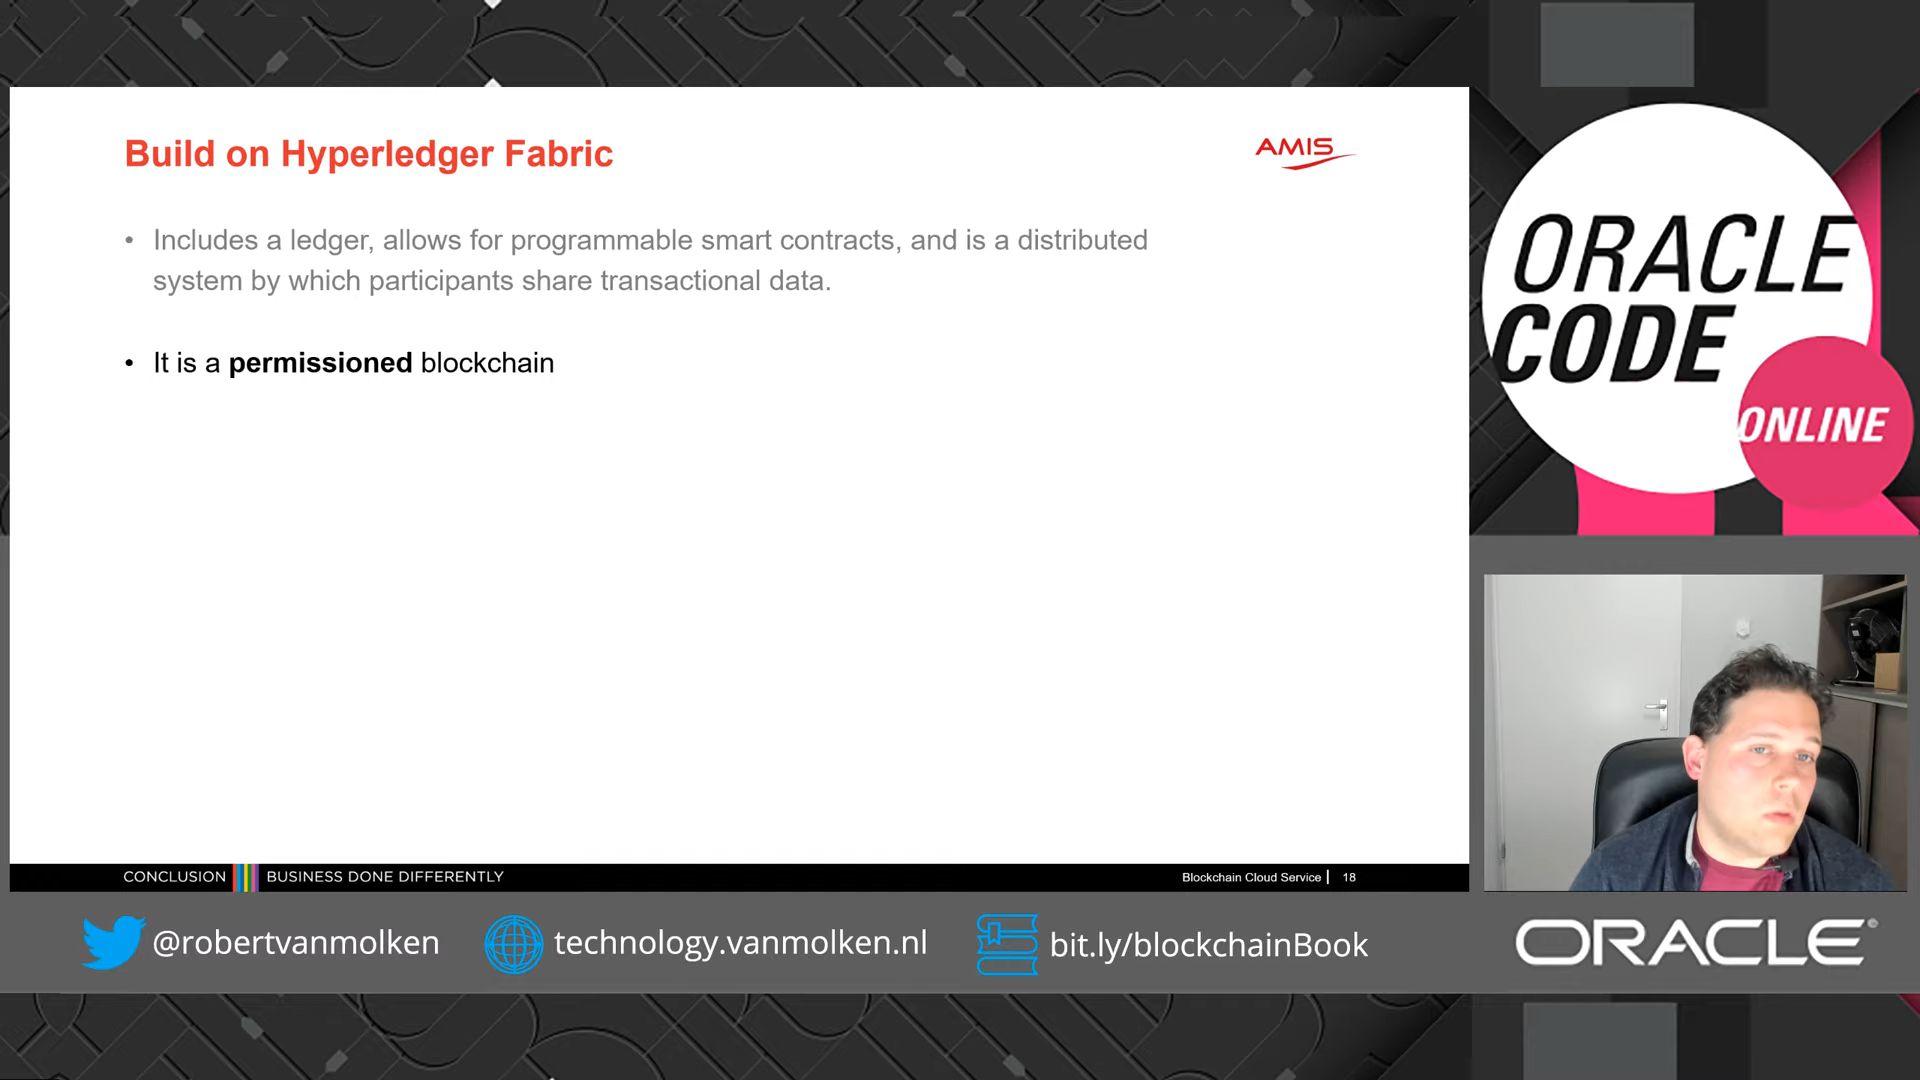 Build on Hyperledger Fabric
AMIS
• Includes a ledger, allows for programmable smart contracts, and is a distributed
system by which participants share transactional data.
• It is a permissioned blockchain
CONCLUSION BUSINESS DONE DIFFERENTLY
Blockchain Cloud Service | 18
ORACLE
CODE
ONLINE
@robertvanmolken
technology.vanmolken.nl
bit.ly/blockchainBook
ORACLE®